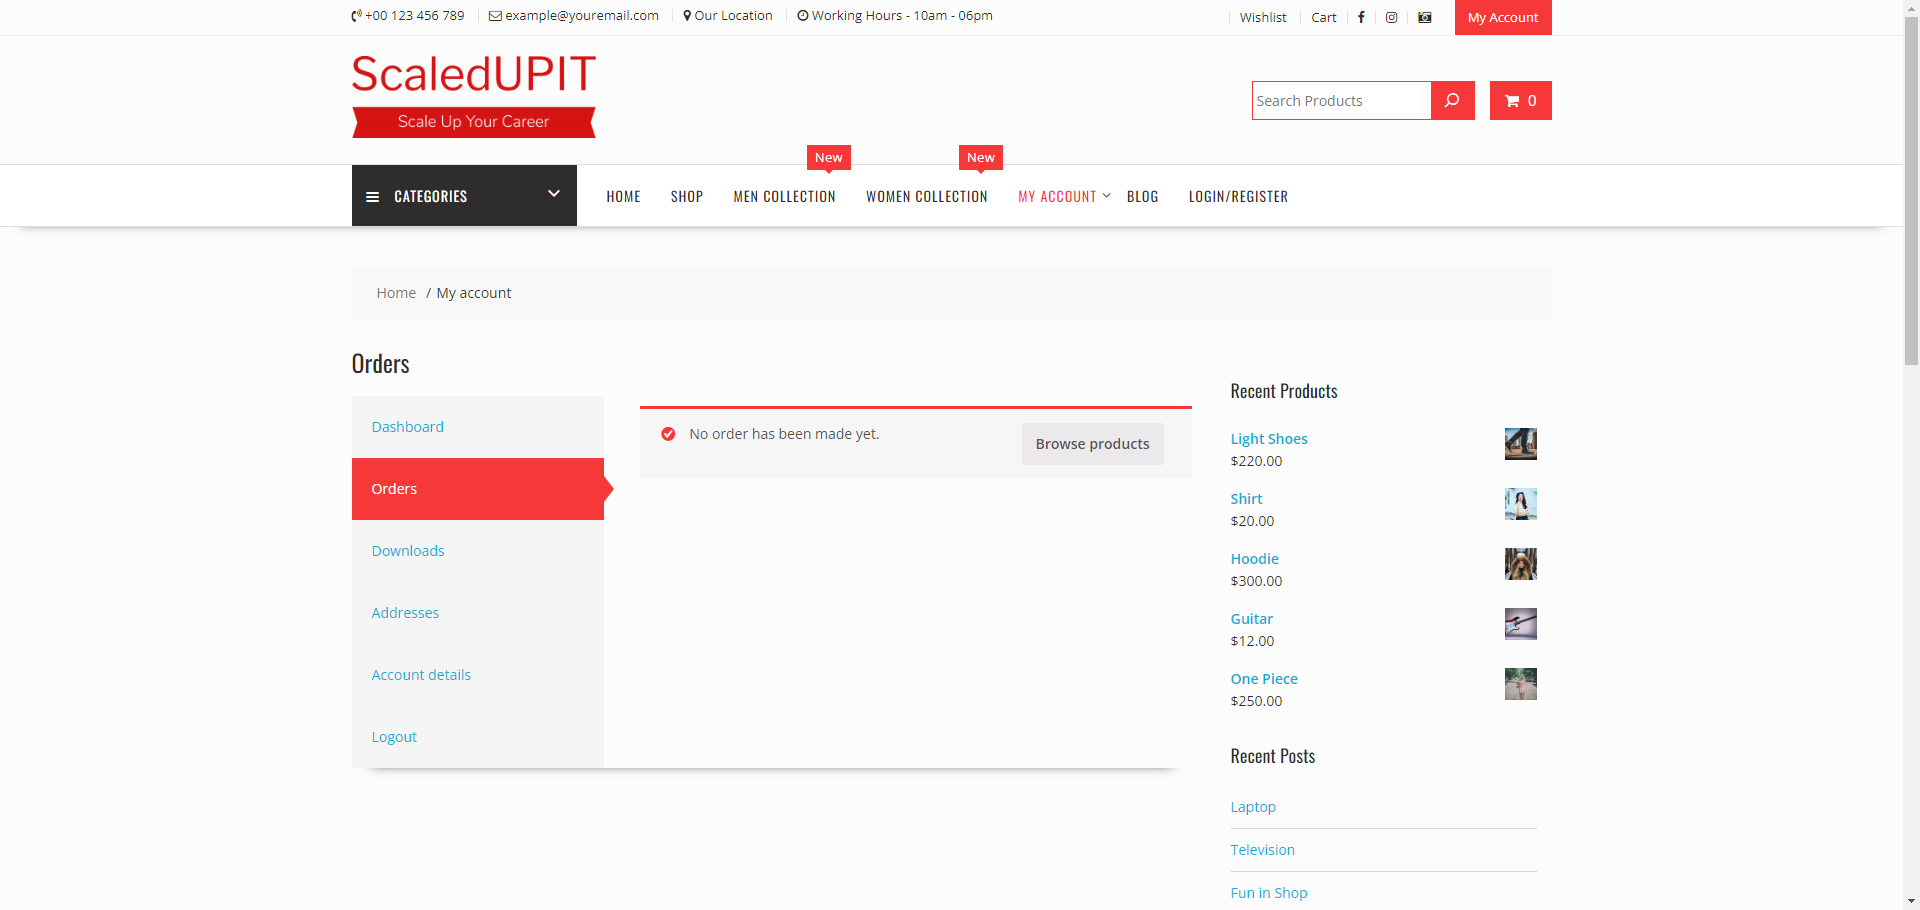 +00 123 456 789
example@youremail.com
Our Location
Working Hours - 10am - 06pm
Wishlist
Cart
My Account
ScaledUPIT
Scale Up Your Career
Search Products
0
New
New
CATEGORIES
HOME
SHOP
MEN COLLECTION
WOMEN COLLECTION
MY ACCOUNT
BLOG
LOGIN/REGISTER
Home / My account
Orders
Dashboard
Orders
Downloads
Addresses
Account details
Logout
No order has been made yet.
Browse products
Recent Products
Light Shoes
$220.00
Shirt
$20.00
Hoodie
$300.00
Guitar
$12.00
One Piece
$250.00
Recent Posts
Laptop
Television
Fun in Shop